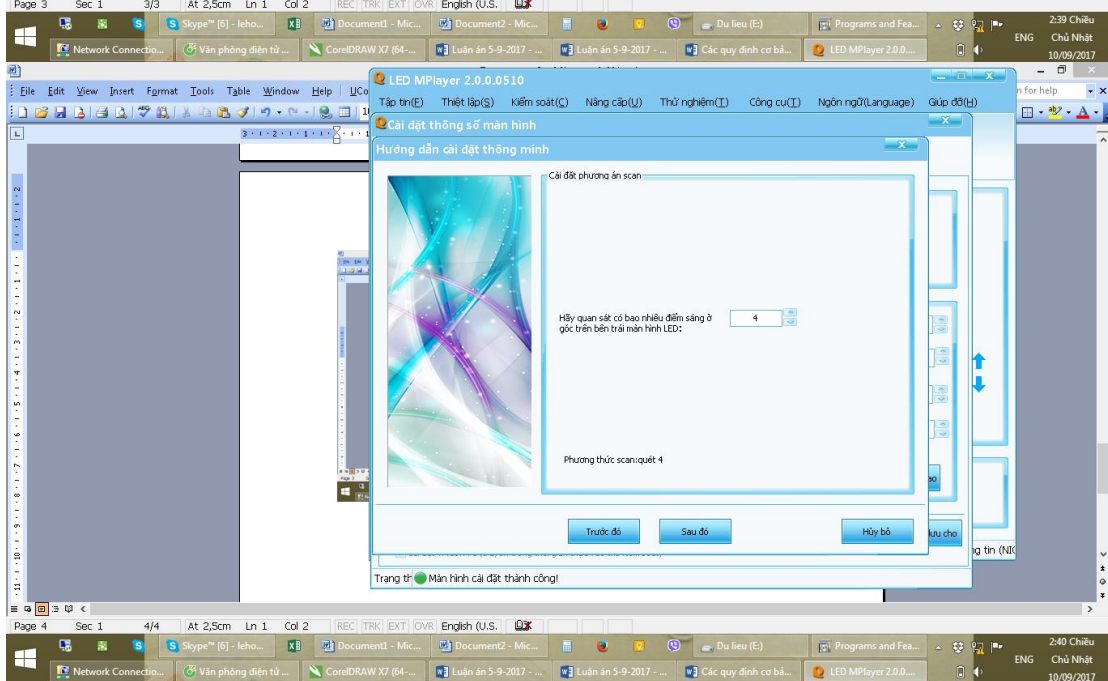 Page 3 Sec 1 3/3 At 2,5cm Ln 1 Col 2 REC TRK EXT OVR English (U.S.
Skype™ [6] - leho... Document1 - Mic... Document2 - Mic... Du lieu (E:) Programs and Fea... 2:39 Chiều
ENG Chủ Nhật
Network Connectio... Văn phòng điện tử ... CorelDRAW X7 (64-... Luận án 5-9-2017 - ... Luận án 5-9-2017 - ... Các quy định cơ bả... LED MPlayer 2.0.0.... 10/09/2017
LED MPlayer 2.0.0.0510
File Edit View Insert Format Tools Table Window Help UCo
n for help
Tập tin(F) Thiết lập(S) Kiểm soát(C) Nâng cấp(U) Thử nghiệm(T) Công cụ(T) Ngôn ngữ(Language) Giúp đỡ(H)
Cài đặt thông số màn hình
Hướng dẫn cài đặt thông minh
Cài đăt phương án scan
Hãy quan sát có bao nhiêu điểm sáng ở
góc trên bên trái màn hình LED:
4
Phương thức scan:quét 4
Trước đó Sau đó Hủy bỏ
lưu cho
Trạng th Màn hình cài đặt thành công!
Page 4 Sec 1 4/4 At 2,5cm Ln 1 Col 2 REC TRK EXT OVR English (U.S.
Skype™ [6] - leho... Document1 - Mic... Document2 - Mic... Du lieu (E:) Programs and Fea... 2:40 Chiều
ENG Chủ Nhật
Network Connectio... Văn phòng điện tử ... CorelDRAW X7 (64-... Luận án 5-9-2017 - ... Luận án 5-9-2017 - ... Các quy định cơ bả... LED MPlayer 2.0.0.... 10/09/2017